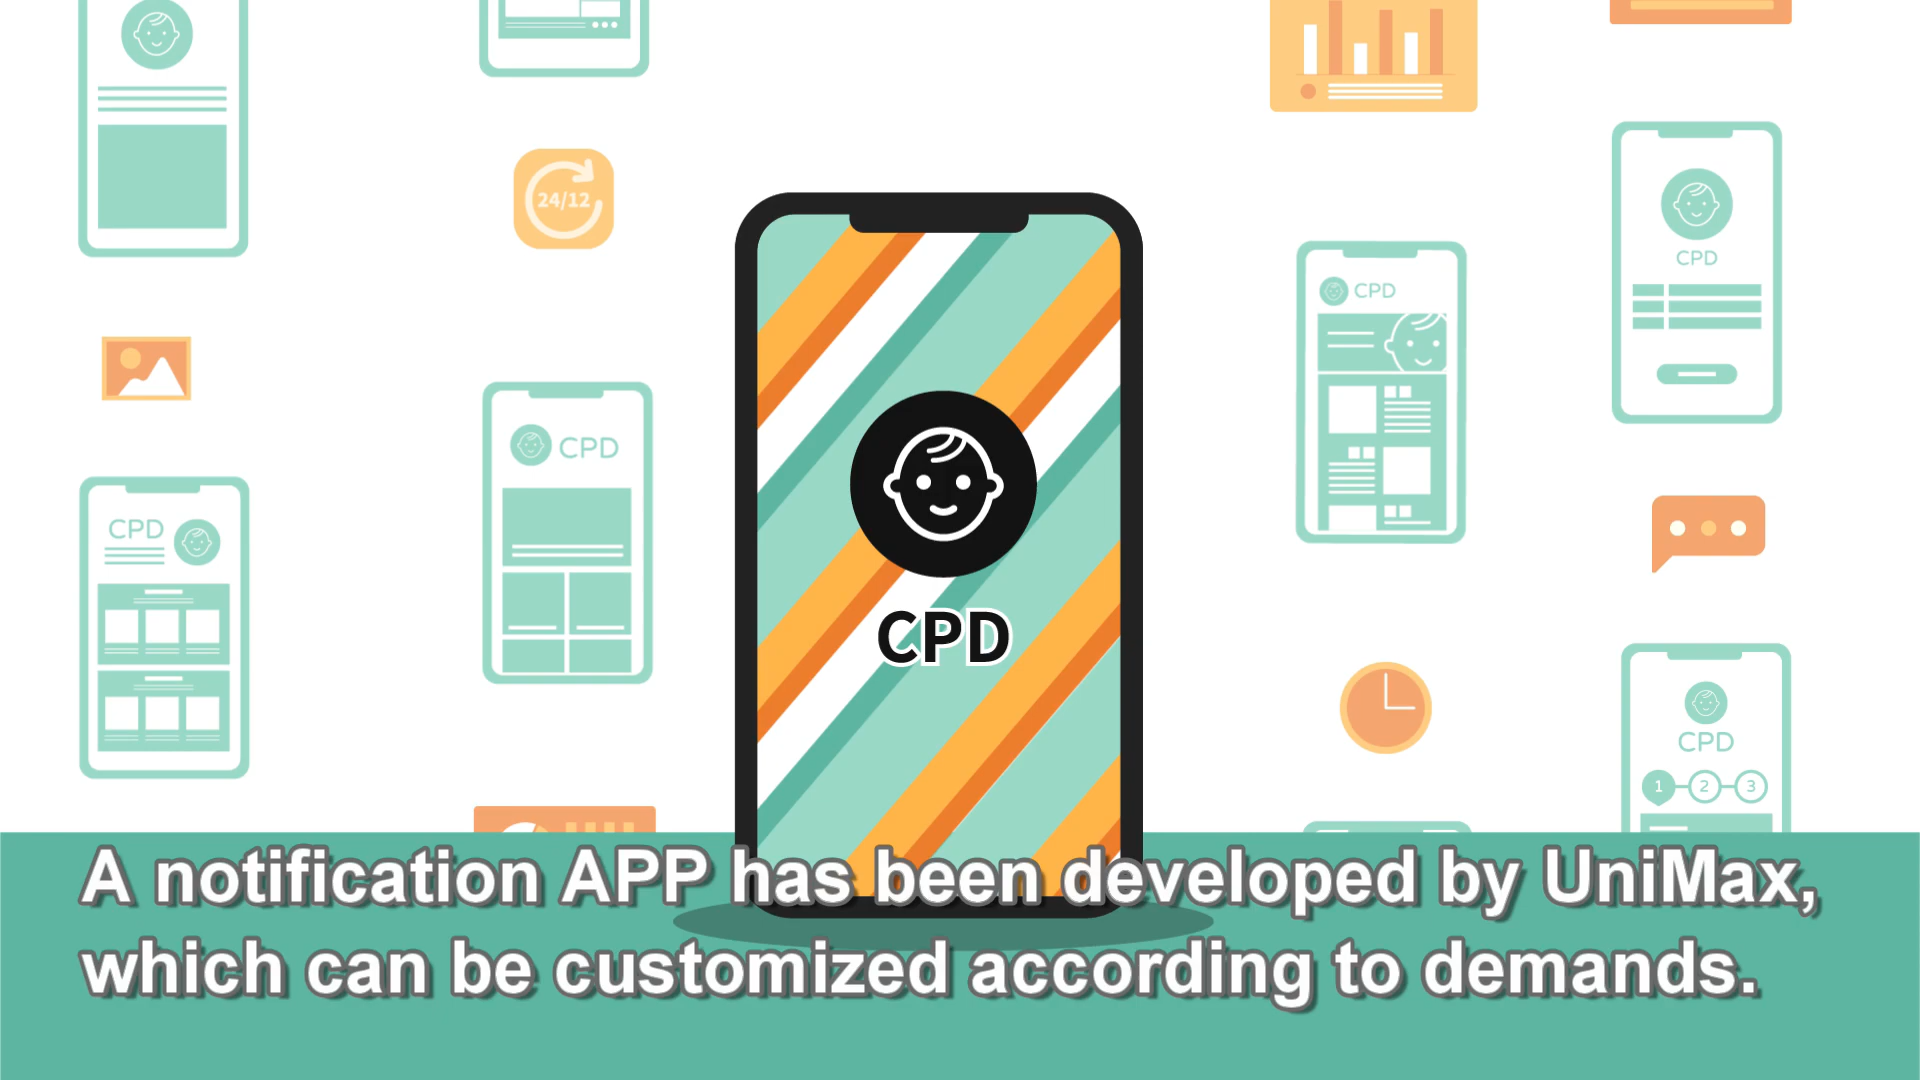 24/12
CPD
CPD
CPD
CPD
CPD
CPD
1 2 3
A notification APP has been developed by UniMax,
which can be customized according to demands.